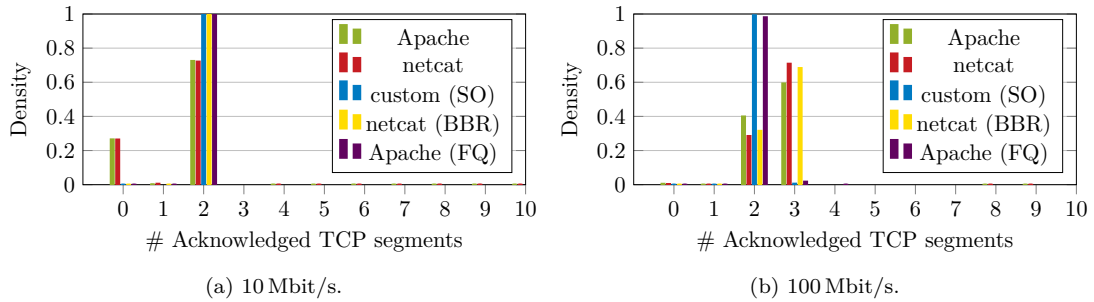 Density
1
0.8
0.6
0.4
0.2
0
Apache
netcat
custom (SO)
netcat (BBR)
Apache (FQ)
0 1 2 3 4 5 6 7 8 9 10
# Acknowledged TCP segments
(a) 10 Mbit/s.
Density
1
0.8
0.6
0.4
0.2
0
Apache
netcat
custom (SO)
netcat (BBR)
Apache (FQ)
0 1 2 3 4 5 6 7 8 9 10
# Acknowledged TCP segments
(b) 100 Mbit/s.